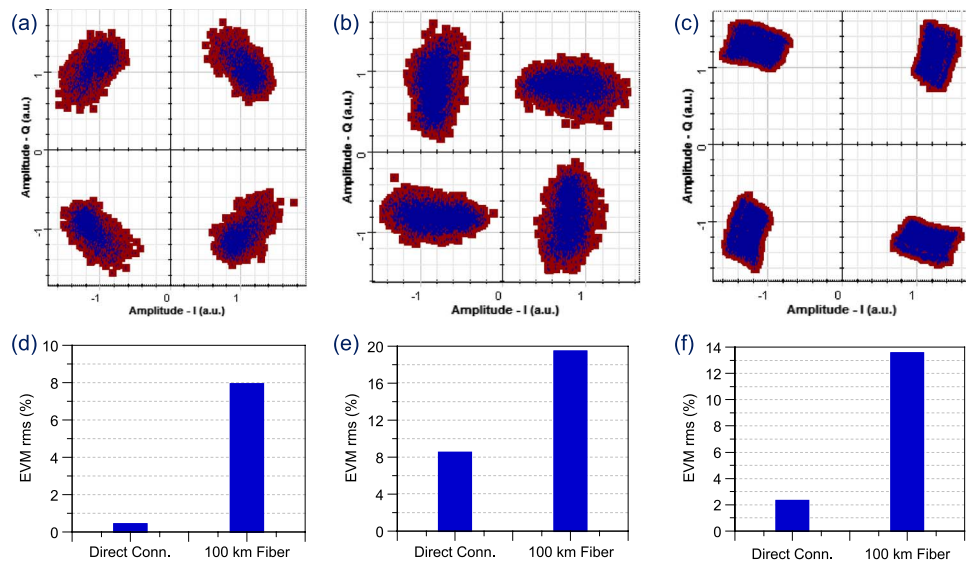 (a)
Amplitude - Q (a.u.)
1
0
-1
-1
0
1
Amplitude - I (a.u.)
(b)
Amplitude - Q (a.u.)
1
0
-1
-1
0
1
Amplitude - I (a.u.)
(c)
Amplitude - Q (a.u.)
1
0
-1
-1
0
1
Amplitude - I (a.u.)
(d)
EVM rms (%)
10
8
6
4
2
0
Direct Conn.
100 km Fiber
(e)
EVM rms (%)
20
16
12
8
4
0
Direct Conn.
100 km Fiber
(f)
EVM rms (%)
14
12
10
8
6
4
2
0
Direct Conn.
100 km Fiber